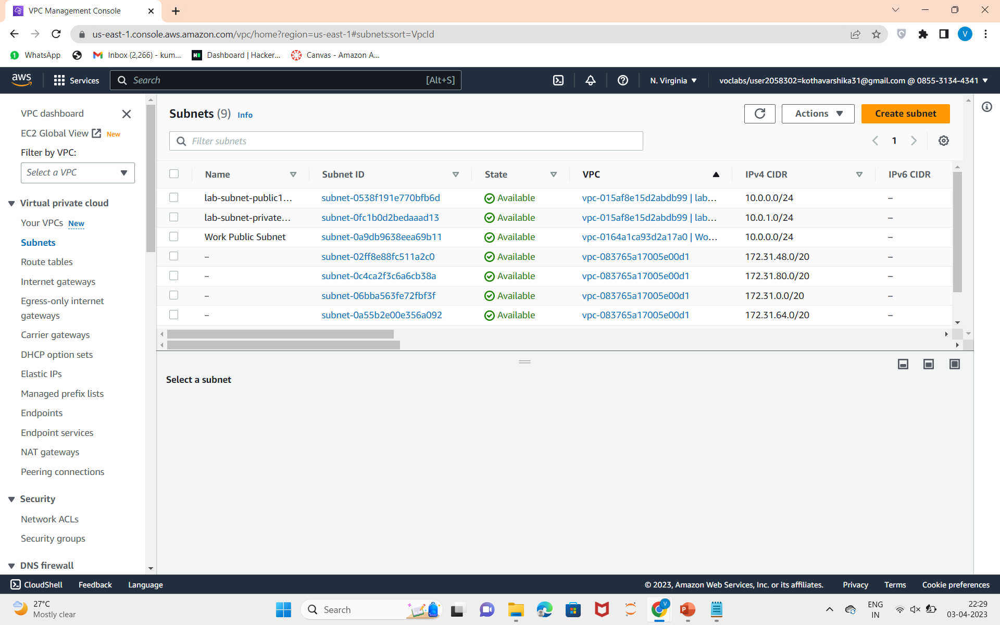 VPC Management Console
us-east-1.console.aws.amazon.com/vpc/home?region=us-east-1#subnets:sort=VpcId
V
WhatsApp
Inbox (2,266) - kum...
Dashboard | Hacker...
Canvas - Amazon A...
aws
Services
Search
[Alt+S]
N. Virginia
voclabs/user2058302=kothavarshika31@gmail.com @ 0855-3134-4341
VPC dashboard
EC2 Global View New
Filter by VPC:
Select a VPC
Virtual private cloud
Your VPCs New
Subnets
Route tables
Internet gateways
Egress-only internet
gateways
Carrier gateways
DHCP option sets
Elastic IPs
Managed prefix lists
Endpoints
Endpoint services
NAT gateways
Peering connections
Security
Network ACLs
Security groups
DNS firewall
Subnets (9) Info
Actions
Create subnet
Filter subnets
1
Name Subnet ID State VPC IPv4 CIDR IPv6 CIDR
lab-subnet-public1... subnet-0538f191e770bfb6d Available vpc-015af8e15d2abdb99 | lab... 10.0.0.0/24 –
lab-subnet-private... subnet-0fc1b0d2bedaaad13 Available vpc-015af8e15d2abdb99 | lab... 10.0.1.0/24 –
Work Public Subnet subnet-0a9db9638eea69b11 Available vpc-0164a1ca93d2a17a0 | Wo... 10.0.0.0/24 –
– subnet-02ff8e88fc511a2c0 Available vpc-083765a17005e00d1 172.31.48.0/20 –
– subnet-0c4ca2f3c6a6cb38a Available vpc-083765a17005e00d1 172.31.80.0/20 –
– subnet-06bba563fe72fbf3f Available vpc-083765a17005e00d1 172.31.0.0/20 –
– subnet-0a55b2e00e356a092 Available vpc-083765a17005e00d1 172.31.64.0/20 –
Select a subnet
CloudShell Feedback Language
© 2023, Amazon Web Services, Inc. or its affiliates. Privacy Terms Cookie preferences
27°C
Mostly clear
Search
ENG
IN
22:29
03-04-2023